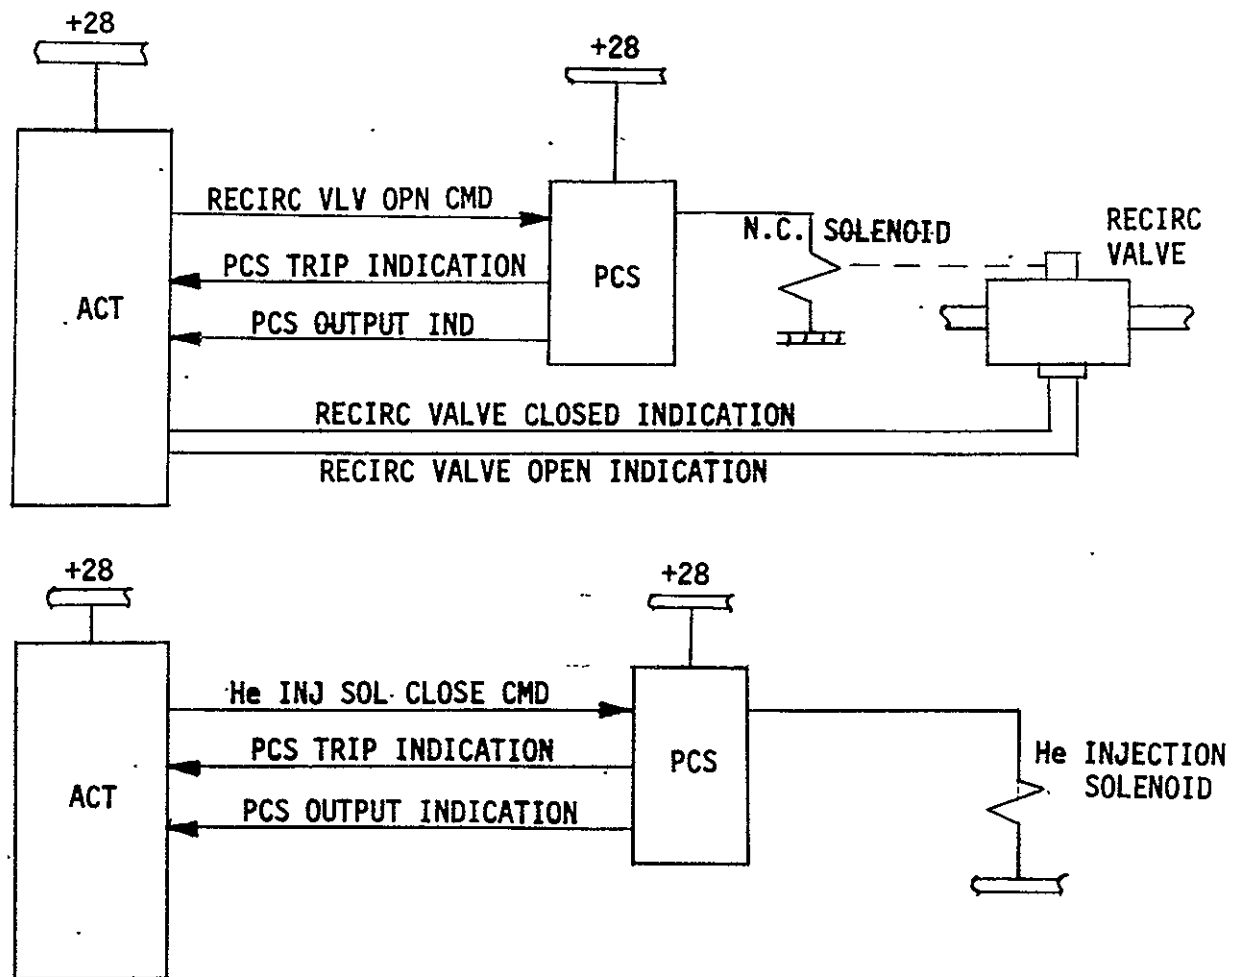 +28
+28
RECIRC VLV OPN CMD
N.C. SOLENOID
RECIRC
VALVE
PCS TRIP INDICATION
PCS
ACT
PCS OUTPUT IND
RECIRC VALVE CLOSED INDICATION
RECIRC VALVE OPEN INDICATION
+28
+28
He INJ SOL CLOSE CMD
PCS TRIP INDICATION
PCS
He INJECTION
SOLENOID
ACT
PCS OUTPUT INDICATION